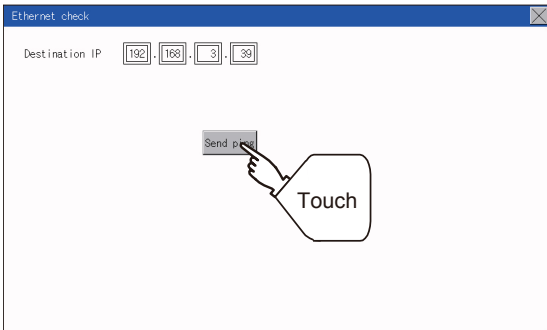 Ethernet check
Destination IP 192 . 168 . 3 . 39
Send ping
Touch